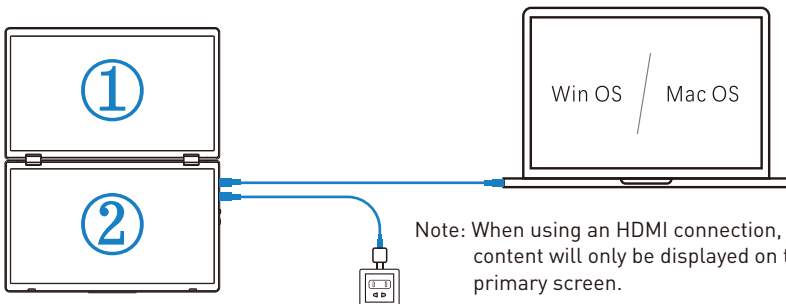 ①
②
Win OS / Mac OS
Note: When using an HDMI connection,
content will only be displayed on
primary screen.